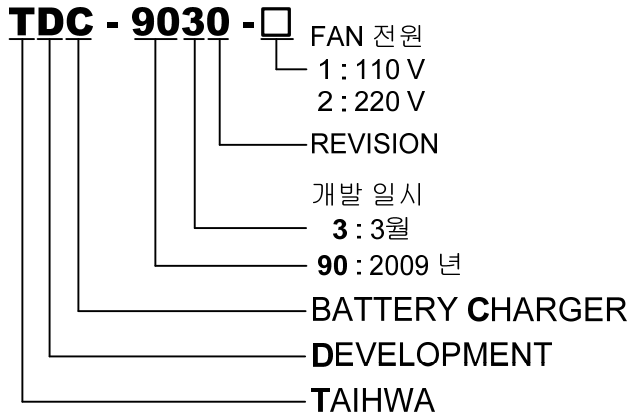 TDC - 9030 - □
FAN 전원
1 : 110 V
2 : 220 V
REVISION
개발 일시
3 : 3월
90 : 2009 년
BATTERY CHARGER
DEVELOPMENT
TAIHWA